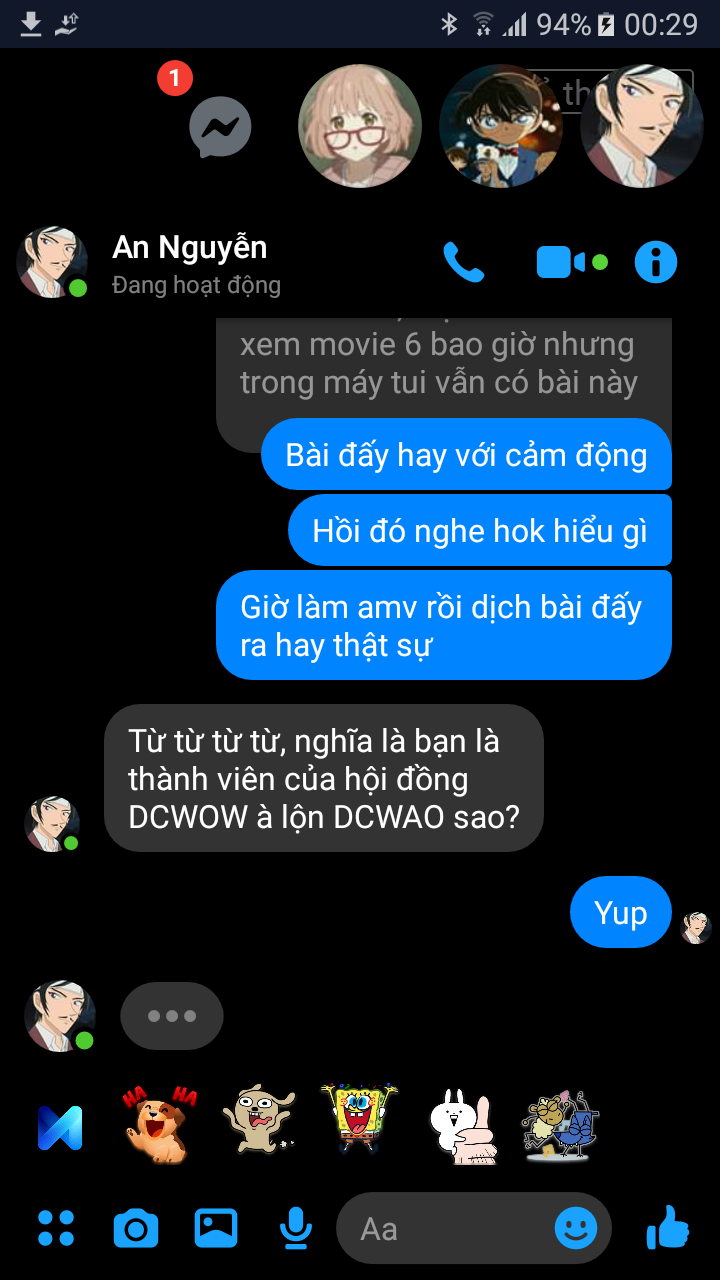 94% 00:29
1
th
An Nguyễn
Đang hoạt động
xem movie 6 bao giờ nhưng
trong máy tui vẫn có bài này
Bài đấy hay với cảm động
Hồi đó nghe hok hiểu gì
Giờ làm amv rồi dịch bài đấy
ra hay thật sự
Từ từ từ từ, nghĩa là bạn là
thành viên của hội đồng
DCWOW à lộn DCWAO sao?
Yup
HA HA
Aa